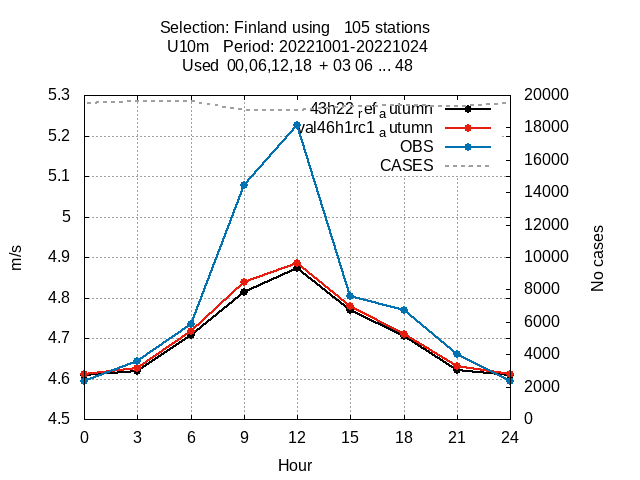 Selection: Finland using   105 stations
U10m   Period: 20221001-20221024
Used  00,06,12,18  + 03 06 ... 48
5.3
5.2
5.1
5
4.9
4.8
4.7
4.6
4.5
20000
18000
16000
14000
12000
10000
8000
6000
4000
2000
0
43h22 ref autumn
val46h1rc1 autumn
OBS
CASES
m/s
No cases
0 3 6 9 12 15 18 21 24
Hour